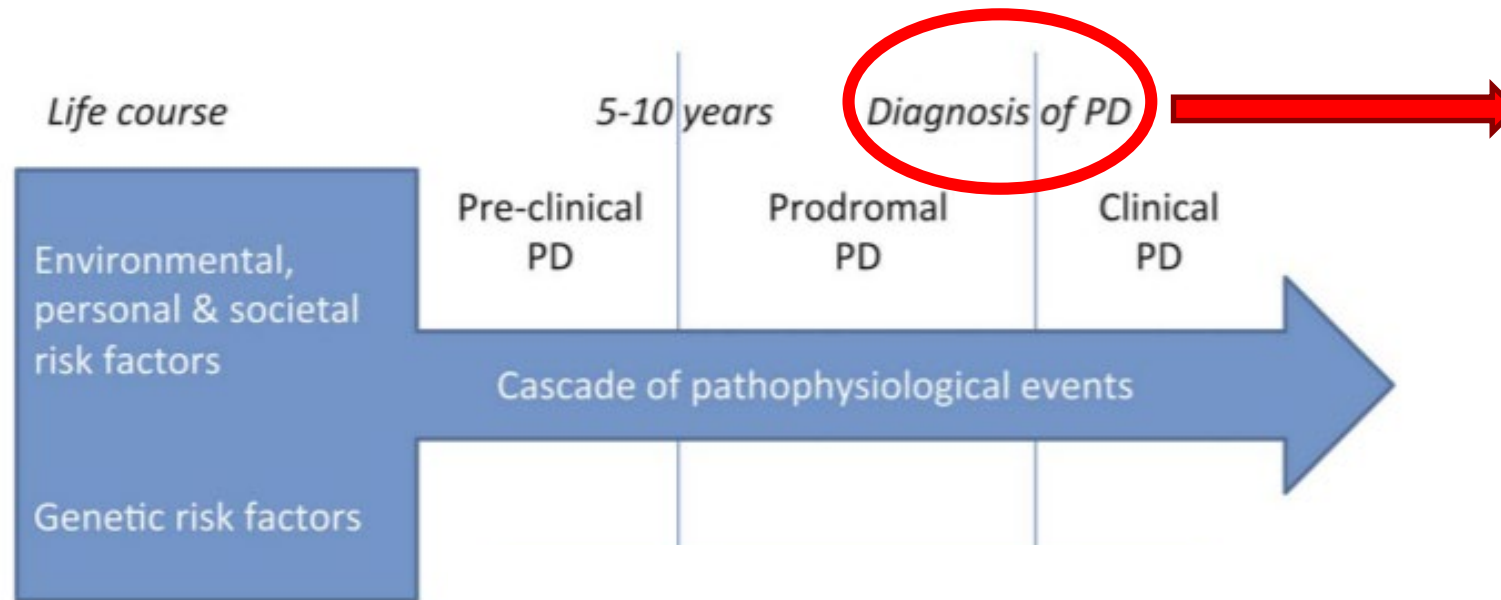 Life course
5-10 years
Diagnosis of PD
Pre-clinical
PD
Prodromal
PD
Clinical
PD
Environmental,
personal & societal
risk factors
Cascade of pathophysiological events
Genetic risk factors